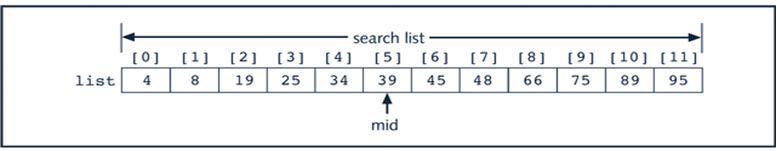 search list
[0] [1] [2] [3] [4] [5] [6] [7] [8] [9] [10] [11]
list 4 8 19 25 34 39 45 48 66 75 89 95
mid